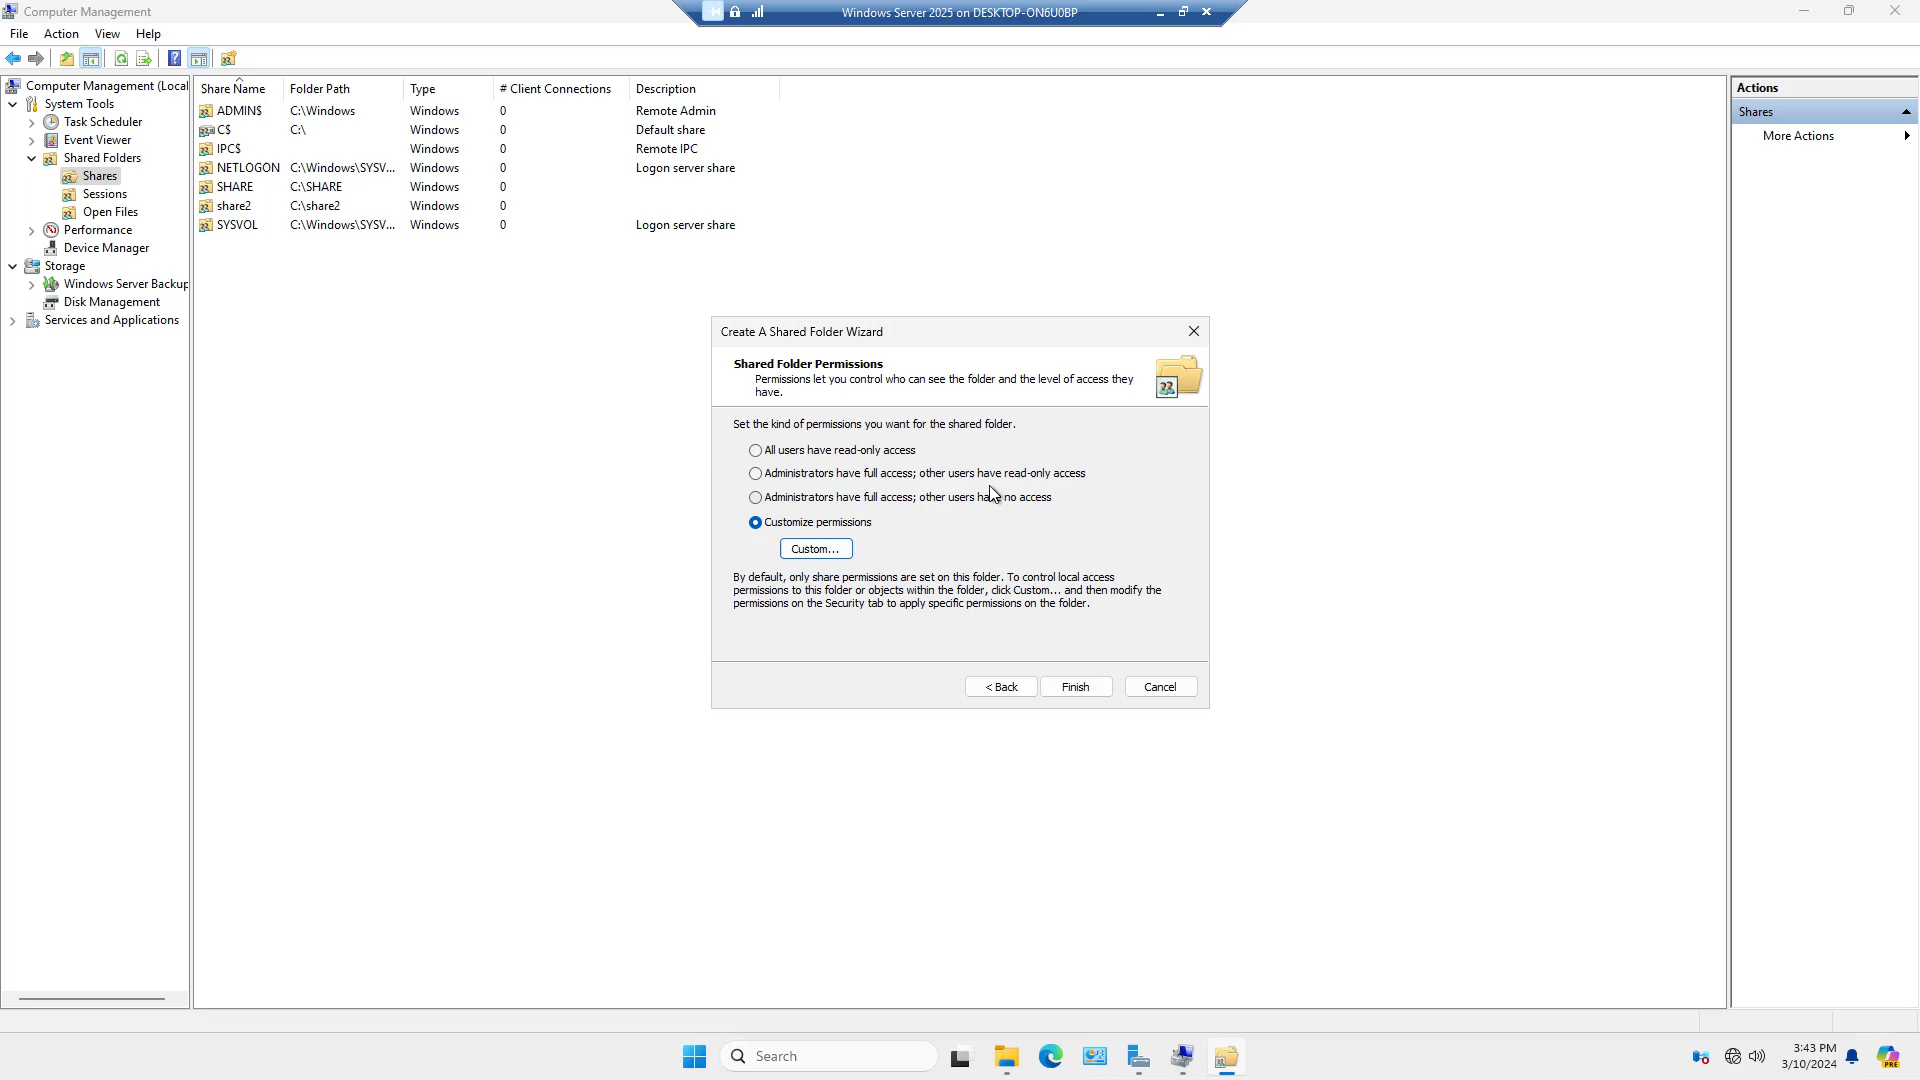 Computer Management
Windows Server 2025 on DESKTOP-ON6U0BP
File Action View Help
Computer Management (Local
System Tools
Task Scheduler
Event Viewer
Shared Folders
Shares
Sessions
Open Files
Performance
Device Manager
Storage
Windows Server Backup
Disk Management
Services and Applications
Share Name Folder Path Type # Client Connections Description
ADMIN$ C:\Windows Windows 0 Remote Admin
C$ C:\ Windows 0 Default share
IPC$ Windows 0 Remote IPC
NETLOGON C:\Windows\SYSV... Windows 0 Logon server share
SHARE C:\SHARE Windows 0
share2 C:\share2 Windows 0
SYSVOL C:\Windows\SYSV... Windows 0 Logon server share
Actions
Shares
More Actions
Create A Shared Folder Wizard
Shared Folder Permissions
Permissions let you control who can see the folder and the level of access they
have.
Set the kind of permissions you want for the shared folder.
All users have read-only access
Administrators have full access; other users have read-only access
Administrators have full access; other users have no access
Customize permissions
Custom...
By default, only share permissions are set on this folder. To control local access
permissions to this folder or objects within the folder, click Custom... and then modify the
permissions on the Security tab to apply specific permissions on the folder.
< Back Finish Cancel
Search
3:43 PM
3/10/2024
PRE